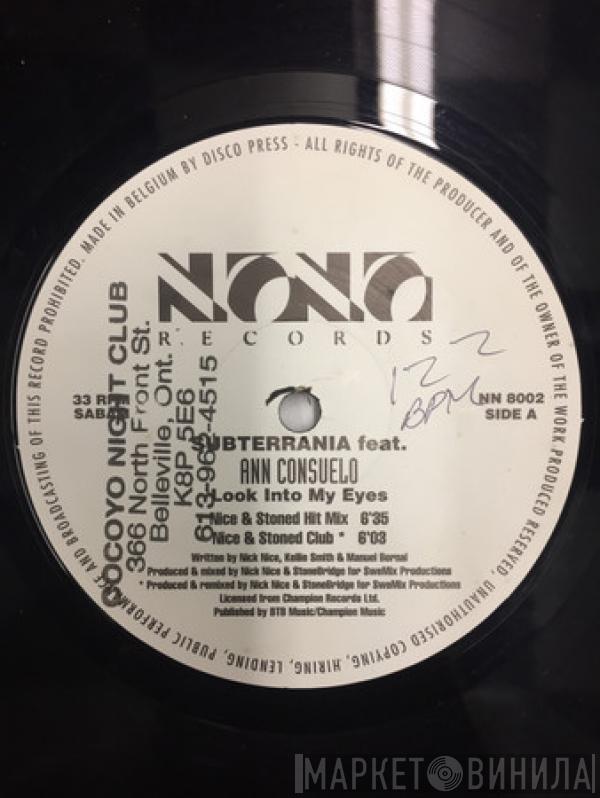 UNAUTHORISED COPYING, HIRING, LENDING, PUBLIC PERFORMANCE AND BROADCASTING OF THIS RECORD PROHIBITED. MADE IN BELGIUM BY DISCO PRESS - ALL RIGHTS OF THE PRODUCER AND OF THE OWNER OF THE WORK PRODUCED RESERVED,
NONO
RECORDS
COCOYO NIGHT CLUB
366 North Front St.
Belleville, Ont.
K8P 5E6
122
BPM
33 RPM
SABAM
NN 8002
SIDE A
SUBTERRANIA feat.
ANN CONSUELO
Look Into My Eyes
Nice & Stoned Hit Mix 6'35
Nice & Stoned Club * 6'03
Written by Nick Nice, Kellie Smith & Manuel Bernal
Produced & mixed by Nick Nice & StoneBridge for SweMix Productions
* Produced & remixed by Nick Nice & StoneBridge for SweMix Productions
Licensed from Champion Records Ltd.
Published by BTB Music/Champion Music
МАРКЕТ ВИНИЛА